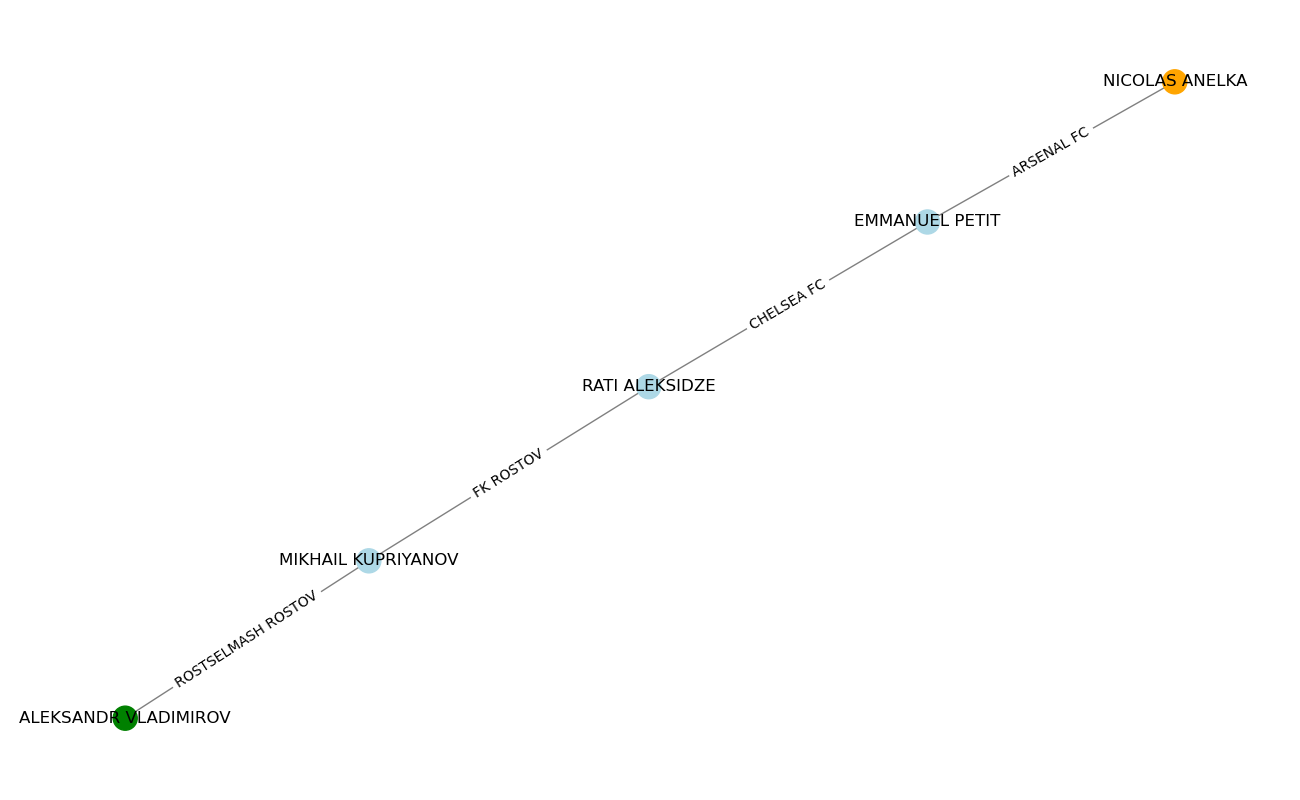 NICOLAS ANELKA
ARSENAL FC
EMMANUEL PETIT
CHELSEA FC
RATI ALEKSIDZE
FK ROSTOV
MIKHAIL KUPRIYANOV
ROSTSELMASH ROSTOV
ALEKSANDR VLADIMIROV